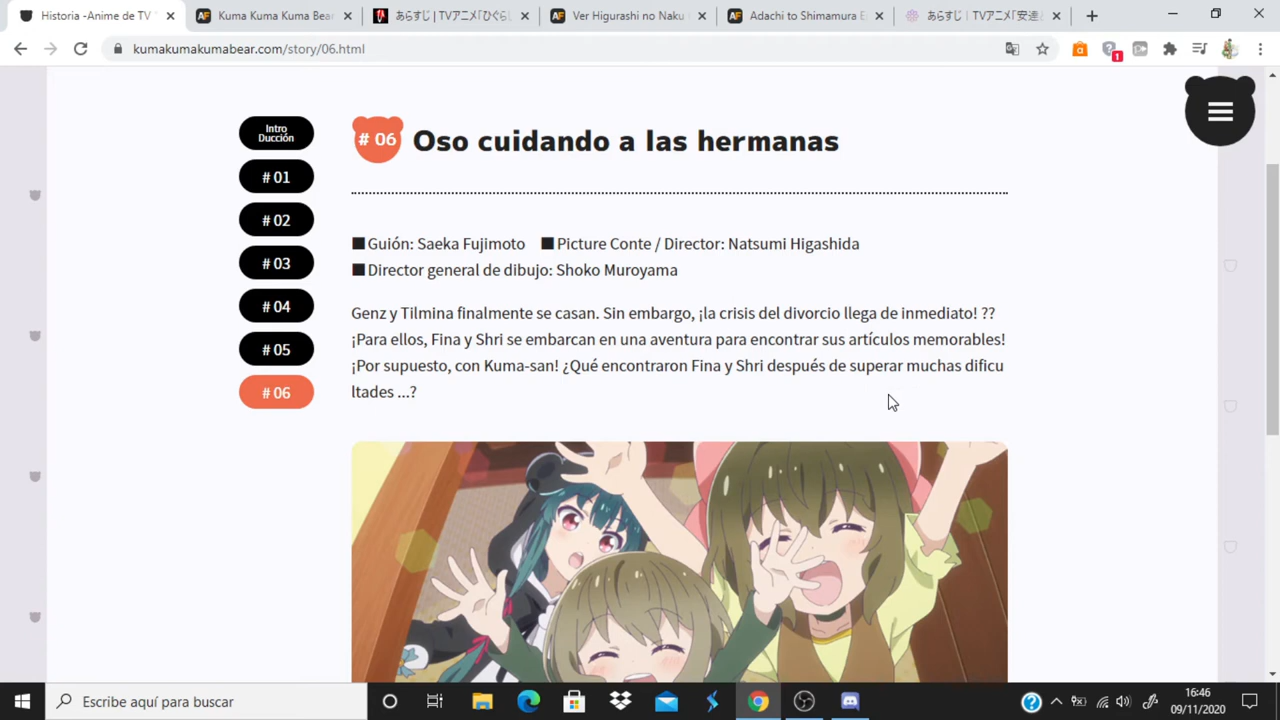 Historia -Anime de TV "
Kuma Kuma Kuma Bear
あらすじ | TVアニメ「ひぐらし
Ver Higurashi no Naku
Adachi to Shimamura E
あらすじ | TVアニメ「安達と
kumakumakumabear.com/story/06.html
1
Intro
Ducción
# 01
# 02
# 03
# 04
# 05
# 06
# 06 Oso cuidando a las hermanas
■ Guión: Saeka Fujimoto ■ Picture Conte / Director: Natsumi Higashida
■ Director general de dibujo: Shoko Muroyama
Genz y Tilmina finalmente se casan. Sin embargo, ¡la crisis del divorcio llega de inmediato! ??
¡Para ellos, Fina y Shri se embarcan en una aventura para encontrar sus artículos memorables!
¡Por supuesto, con Kuma-san! ¿Qué encontraron Fina y Shri después de superar muchas dificu
ltades ...?
Escribe aquí para buscar
16:46
09/11/2020